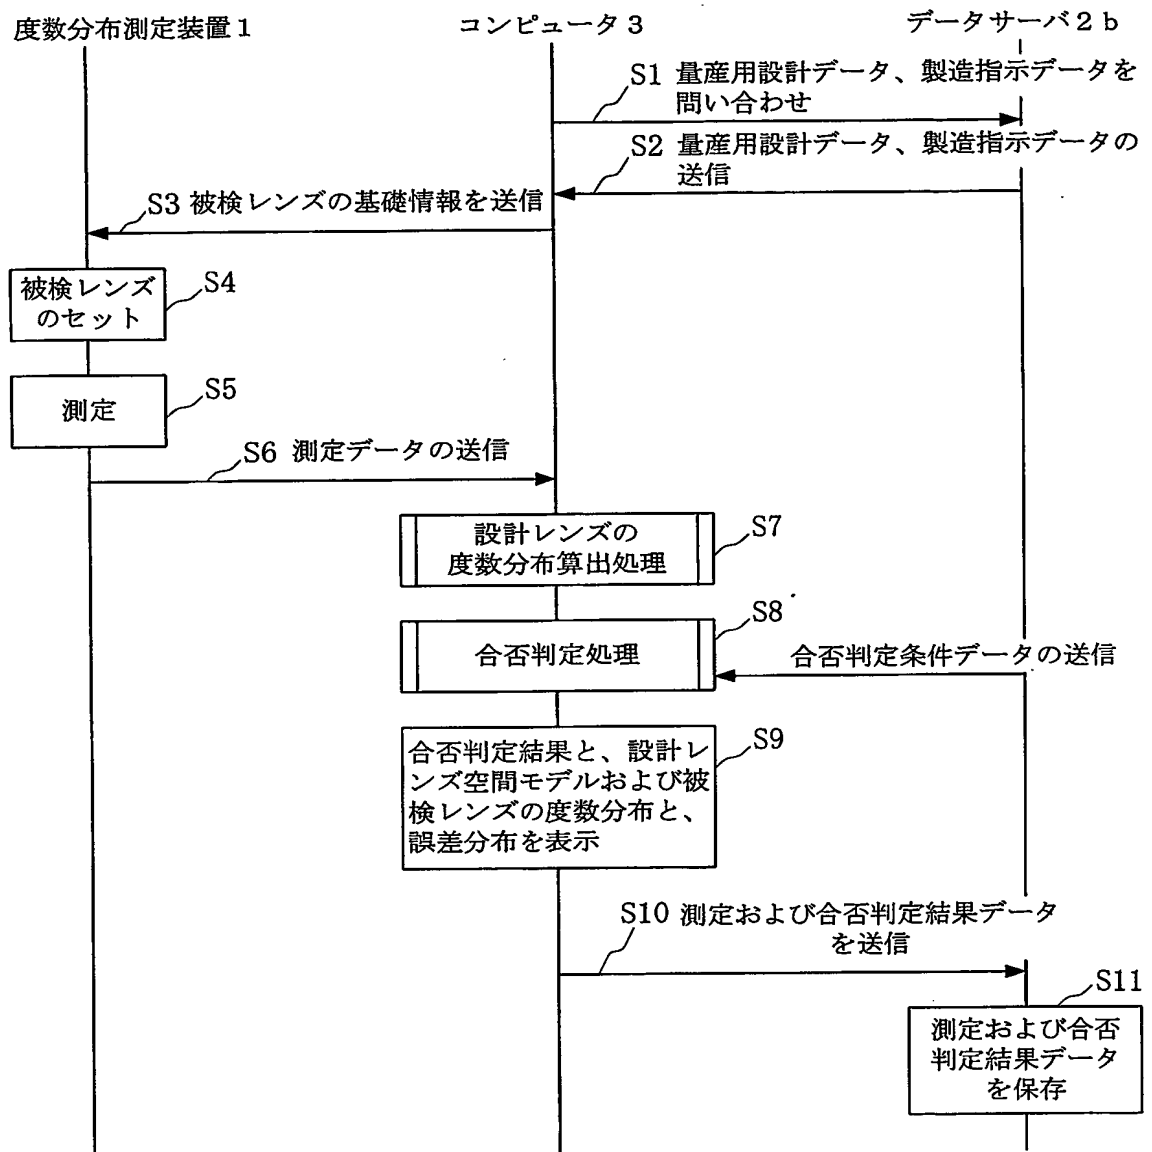 度数分布測定装置1
コンピュータ3
データサーバ2b
S1 量産用設計データ、製造指示データを
問い合わせ
S2 量産用設計データ、製造指示データの
送信
S3 被検レンズの基礎情報を送信
被検レンズ
のセット
S4
測定
S5
S6 測定データの送信
設計レンズの
度数分布算出処理
S7
合否判定処理
S8
合否判定条件データの送信
合否判定結果と、設計レ
ンズ空間モデルおよび被
検レンズの度数分布と、
誤差分布を表示
S9
S10 測定および合否判定結果データ
を送信
S11
測定および合否
判定結果データ
を保存